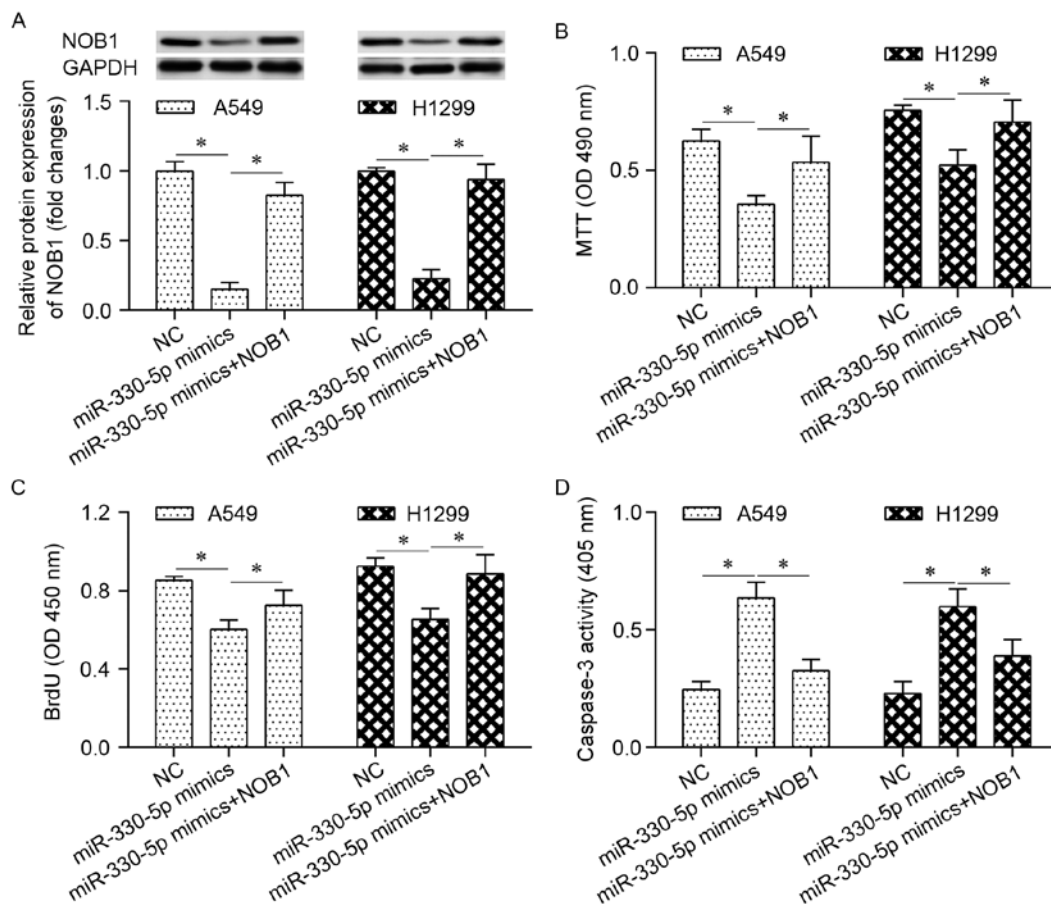 A
NOB1
GAPDH
A549
H1299
Relative protein expression
of NOB1 (fold changes)
1.5
1.0
0.5
0.0
* * * *
NC
miR-330-5p mimics
miR-330-5p mimics+NOB1
NC
miR-330-5p mimics
miR-330-5p mimics+NOB1
B
A549
H1299
MTT (OD 490 nm)
1.0
0.5
0.0
* * * *
NC
miR-330-5p mimics
miR-330-5p mimics+NOB1
NC
miR-330-5p mimics
miR-330-5p mimics+NOB1
C
A549
H1299
BrdU (OD 450 nm)
1.2
0.8
0.4
0.0
* * * *
NC
miR-330-5p mimics
miR-330-5p mimics+NOB1
NC
miR-330-5p mimics
miR-330-5p mimics+NOB1
D
A549
H1299
Caspase-3 activity (405 nm)
1.0
0.5
0.0
* * * *
NC
miR-330-5p mimics
miR-330-5p mimics+NOB1
NC
miR-330-5p mimics
miR-330-5p mimics+NOB1